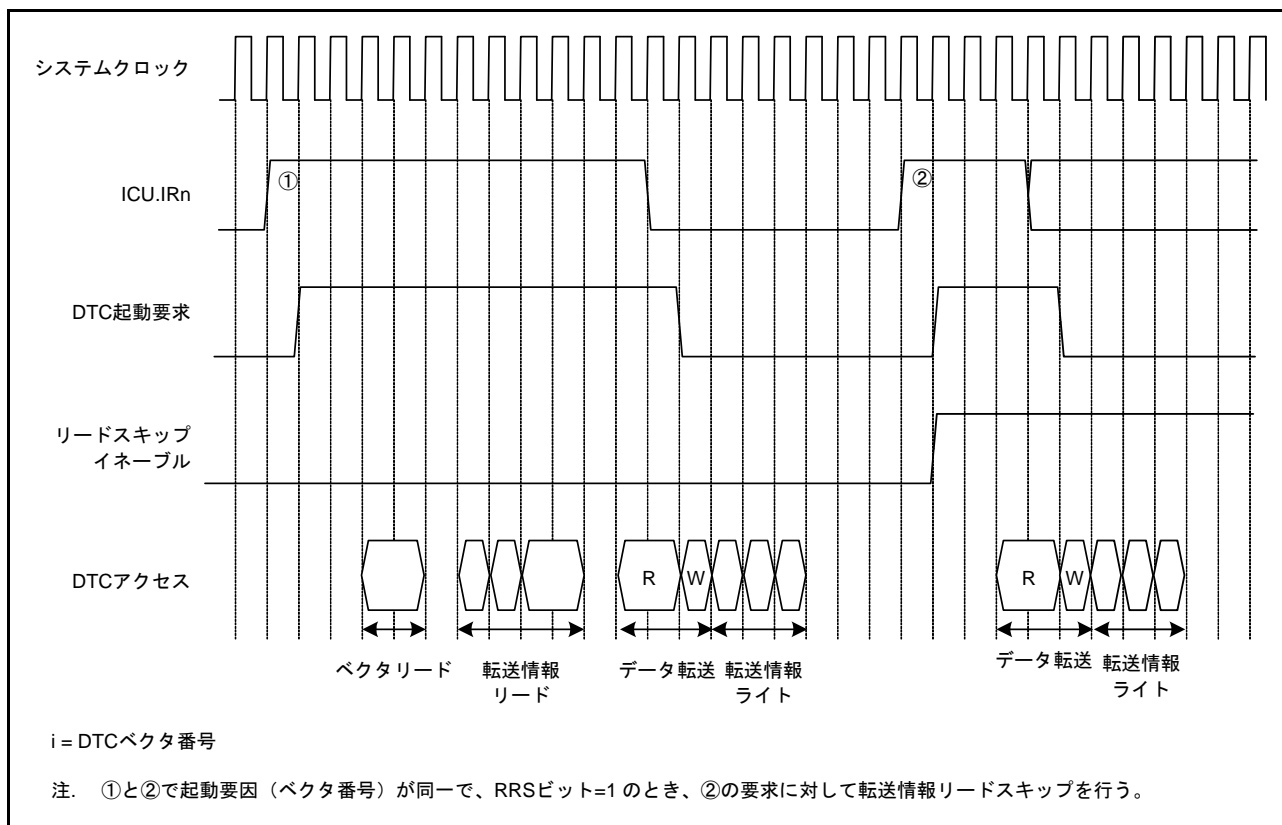 システムクロック
ICU.IRn
①
②
DTC起動要求
リードスキップ
イネーブル
DTCアクセス
R
W
R
W
ベクタリード
転送情報
リード
データ転送
転送情報
ライト
データ転送
転送情報
ライト
i = DTCベクタ番号
注. ①と②で起動要因（ベクタ番号）が同一で、RRSビット=1 のとき、②の要求に対して転送情報リードスキップを行う。